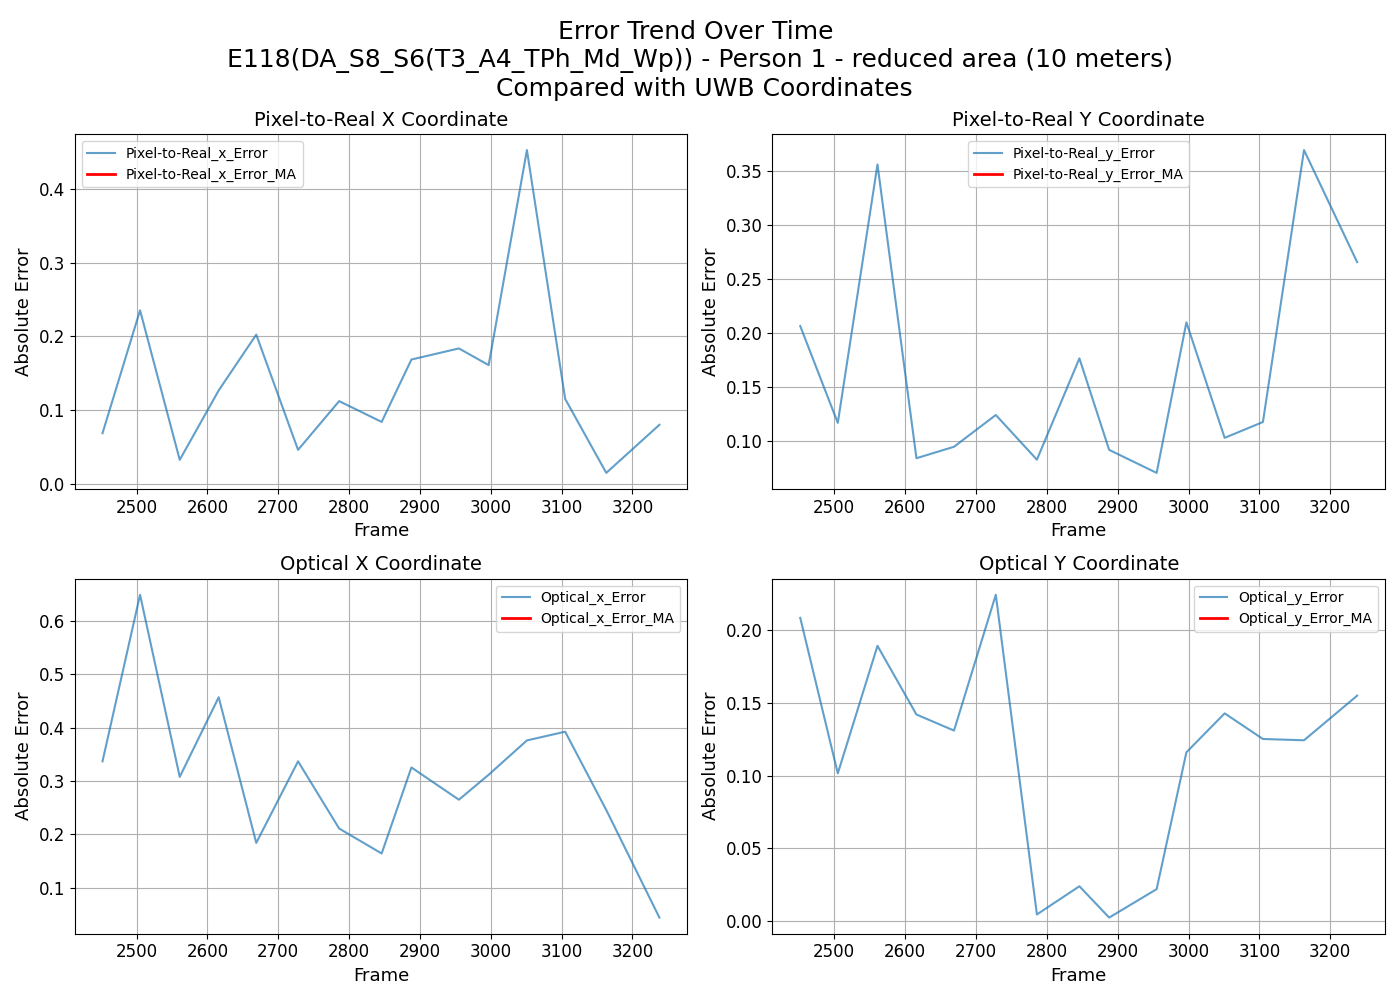 Error Trend Over Time
E118(DA_S8_S6(T3_A4_TPh_Md_Wp)) - Person 1 - reduced area (10 meters)
Compared with UWB Coordinates
Pixel-to-Real X Coordinate
Pixel-to-Real_x_Error
Pixel-to-Real_x_Error_MA
Absolute Error
0.4
0.3
0.2
0.1
0.0
2500 2600 2700 2800 2900 3000 3100 3200
Frame
Pixel-to-Real Y Coordinate
Pixel-to-Real_y_Error
Pixel-to-Real_y_Error_MA
Absolute Error
0.35
0.30
0.25
0.20
0.15
0.10
2500 2600 2700 2800 2900 3000 3100 3200
Frame
Optical X Coordinate
Optical_x_Error
Optical_x_Error_MA
Absolute Error
0.6
0.5
0.4
0.3
0.2
0.1
2500 2600 2700 2800 2900 3000 3100 3200
Frame
Optical Y Coordinate
Optical_y_Error
Optical_y_Error_MA
Absolute Error
0.20
0.15
0.10
0.05
0.00
2500 2600 2700 2800 2900 3000 3100 3200
Frame